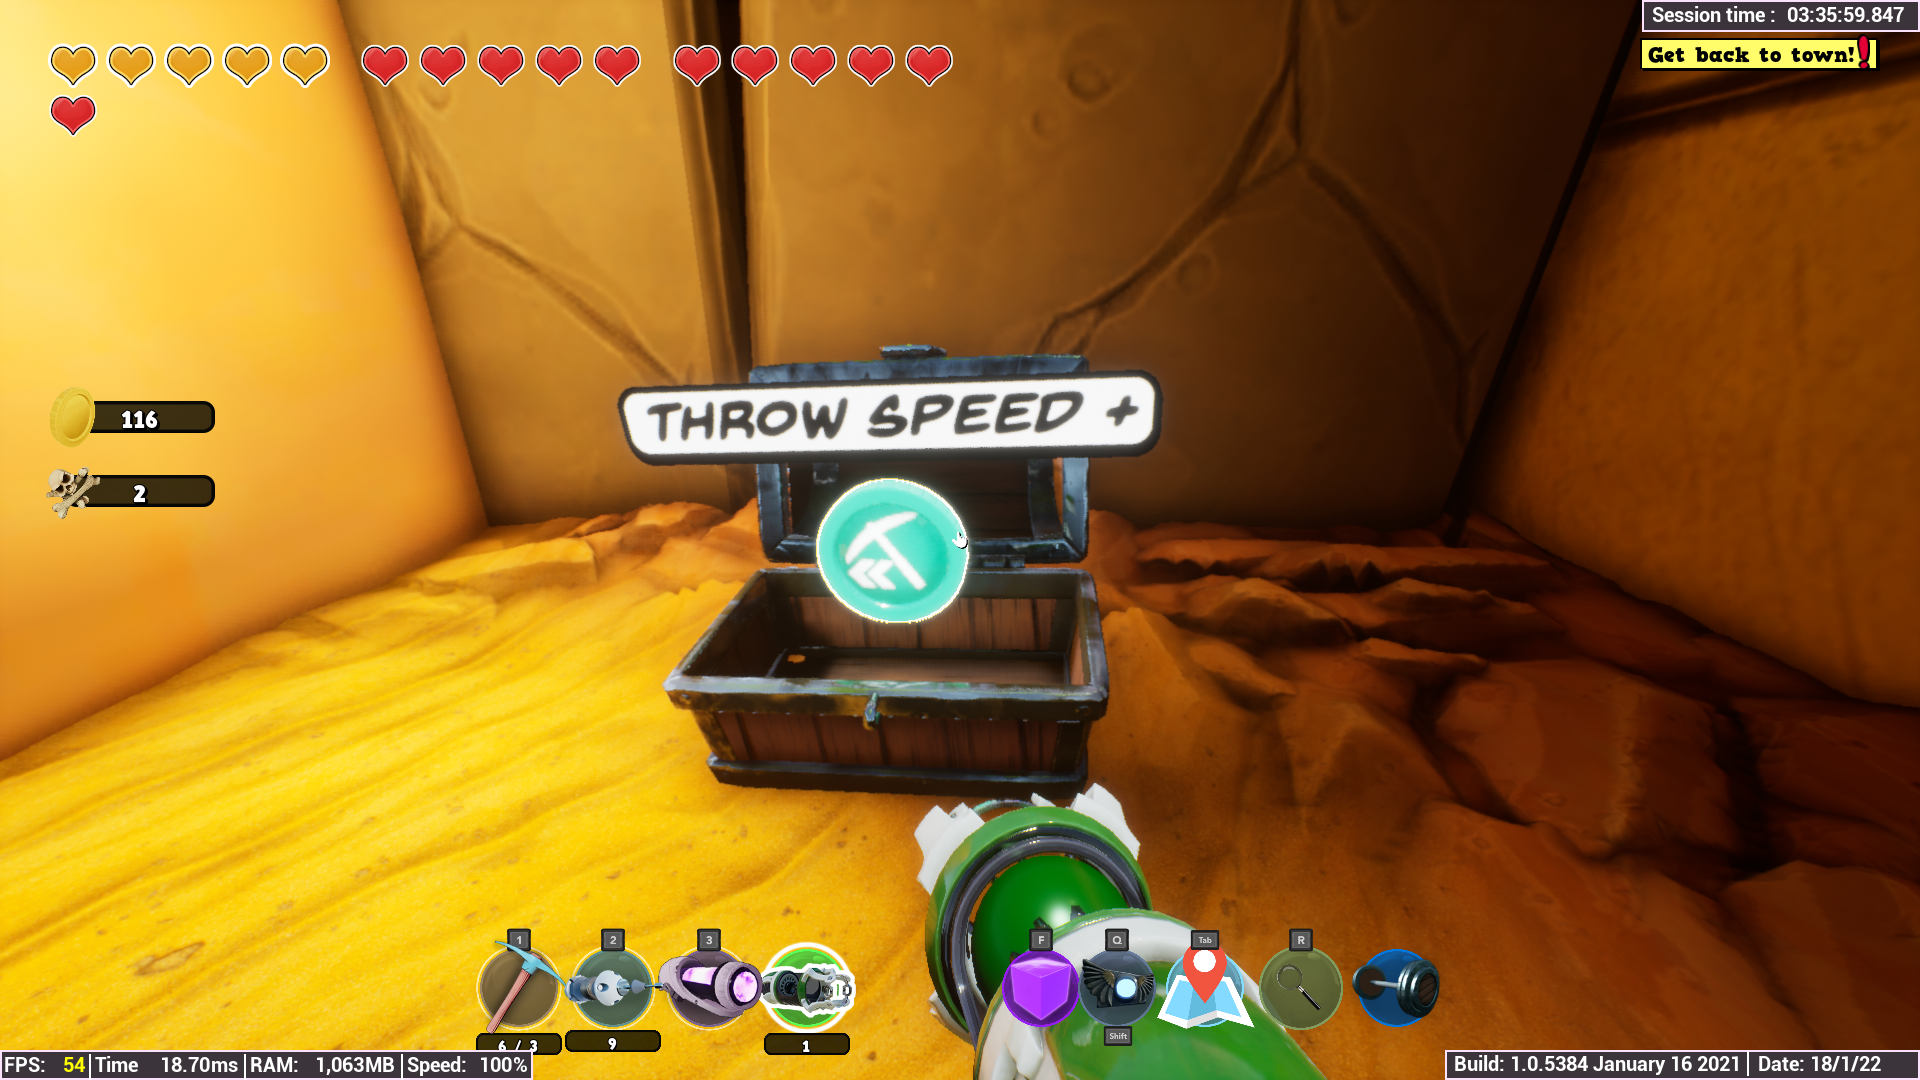 Session time : 03:35:59.847
Get back to town!
116
2
THROW SPEED +
1
2
3
F
Q
Tab
R
6 / 3
9
1
Shift
FPS: 54 Time 18.70ms RAM: 1,063MB Speed: 100%
Build: 1.0.5384 January 16 2021 Date: 18/1/22